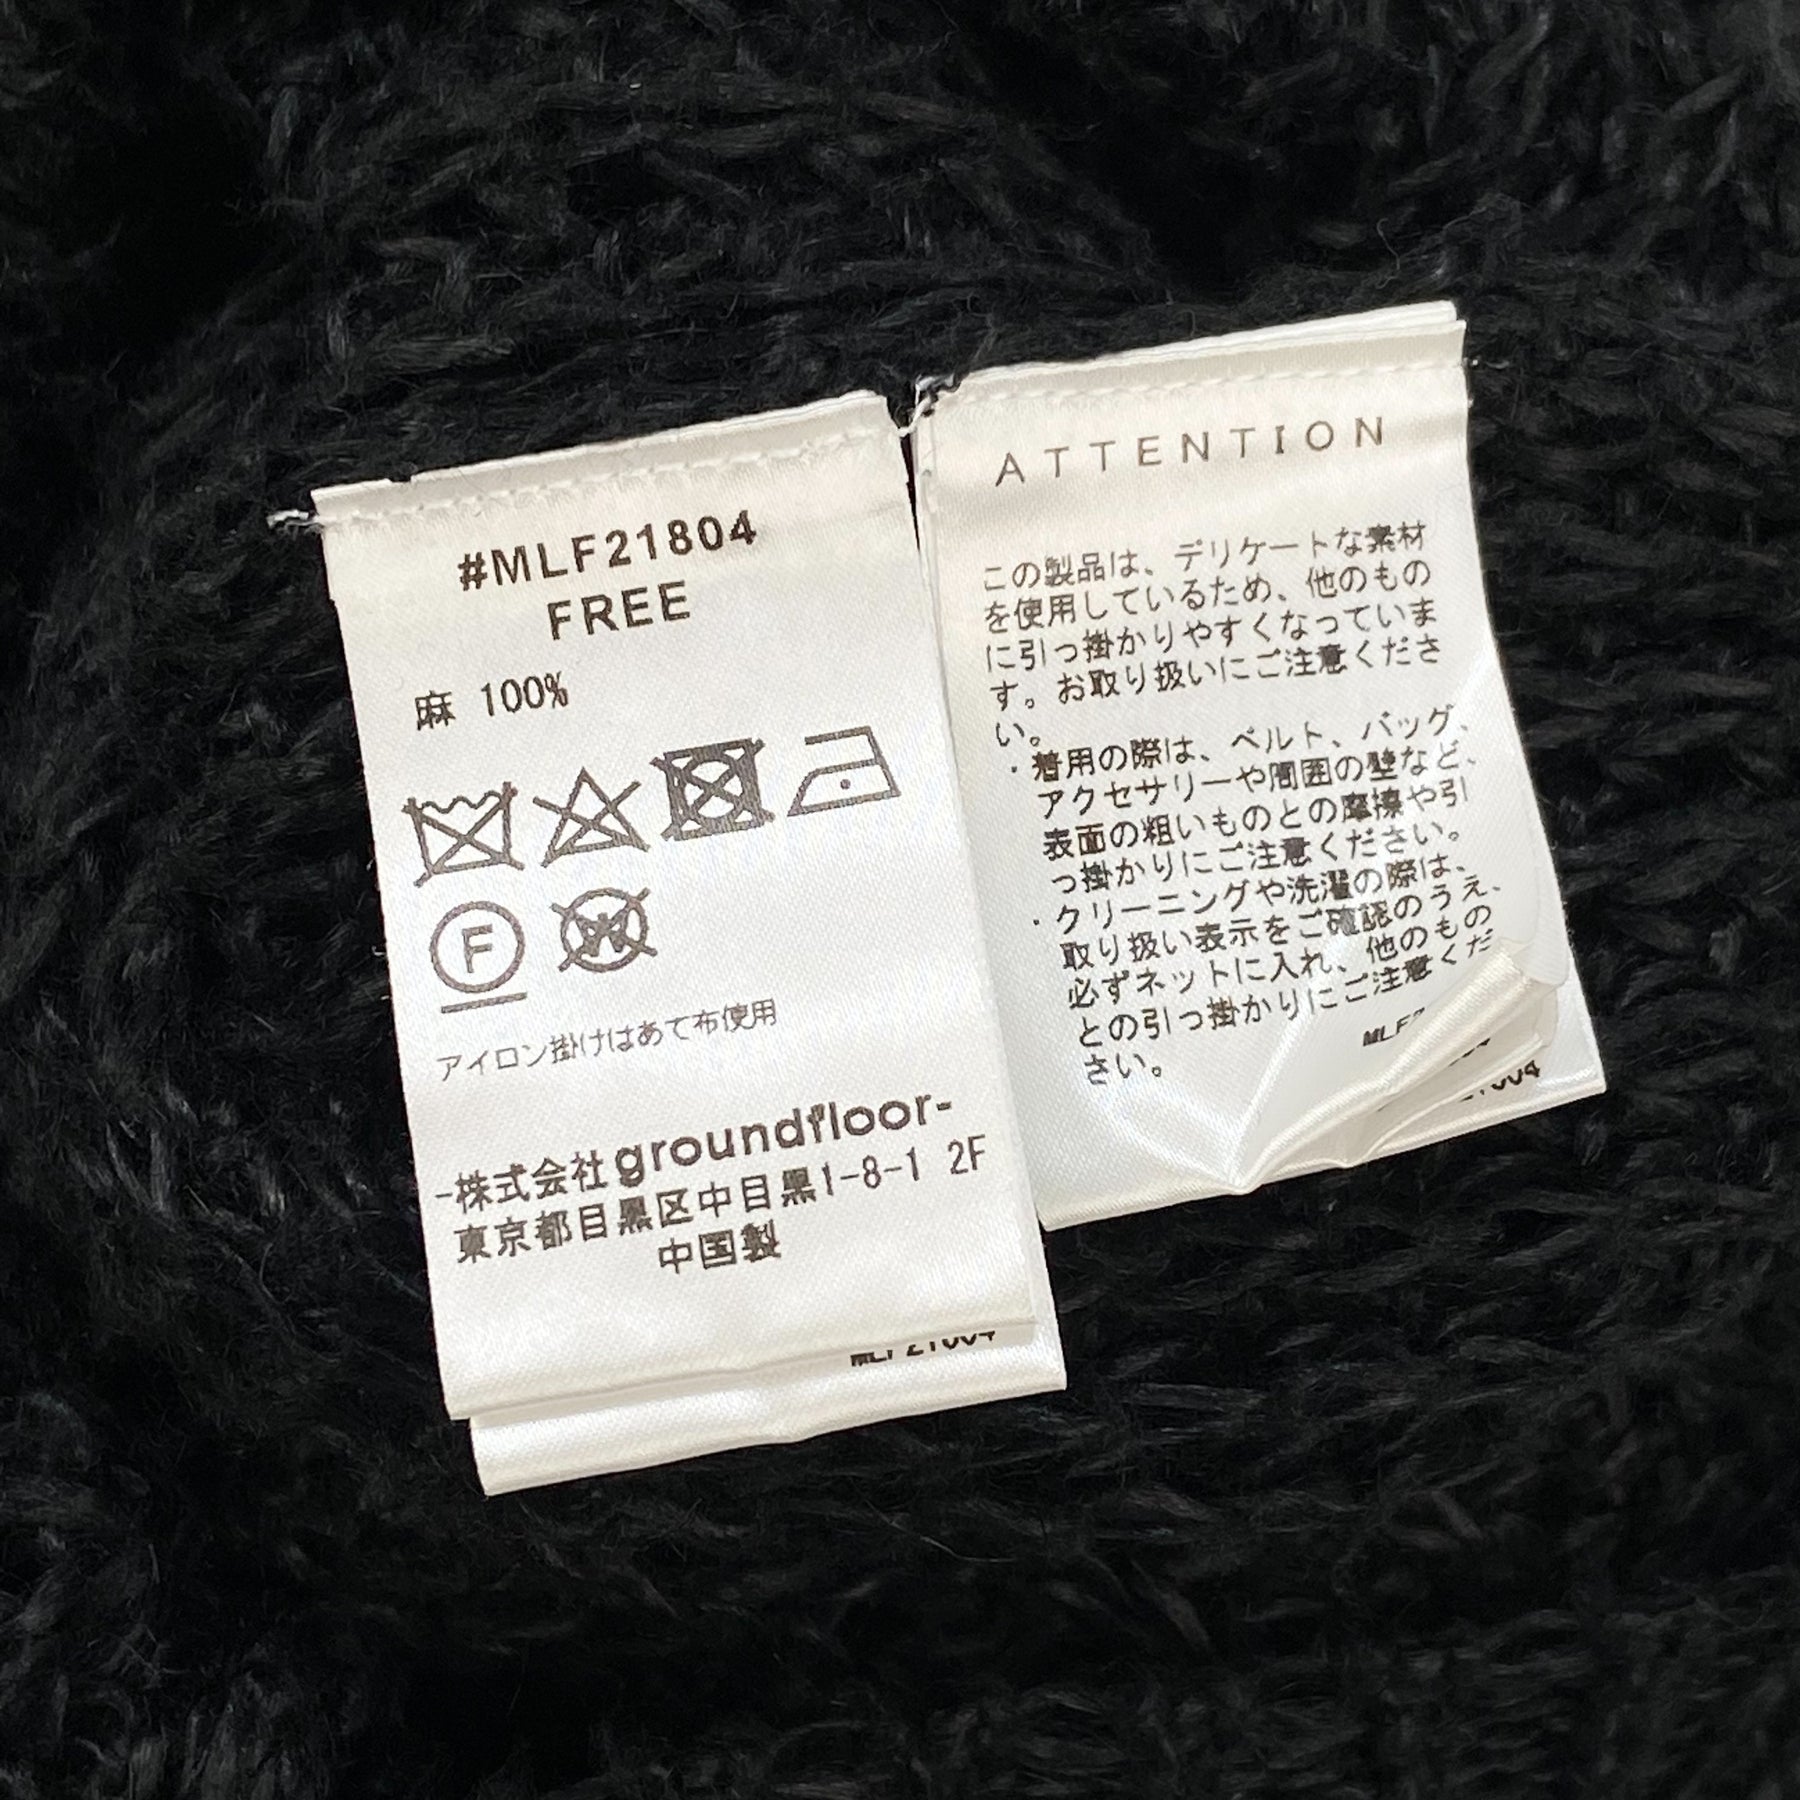 #MLF21804
FREE
麻 100%
F
W
アイロン掛けはあて布使用
-株式会社groundfloor-
東京都目黒区中目黒1-8-1 2F
中国製
ATTENTION
この製品は、デリケートな素材
を使用しているため、他のもの
に引っ掛かりやすくなっていま
す。お取り扱いにご注意くださ
い。
・着用の際は、ベルト、バッグ、
アクセサリーや周囲の壁など、
表面の粗いものとの摩擦や引
っ掛かりにご注意ください。
・クリーニングや洗濯の際は、
取り扱い表示をご確認のうえ、
必ずネットに入れ、他のもの
との引っ掛かりにご注意くだ
さい。